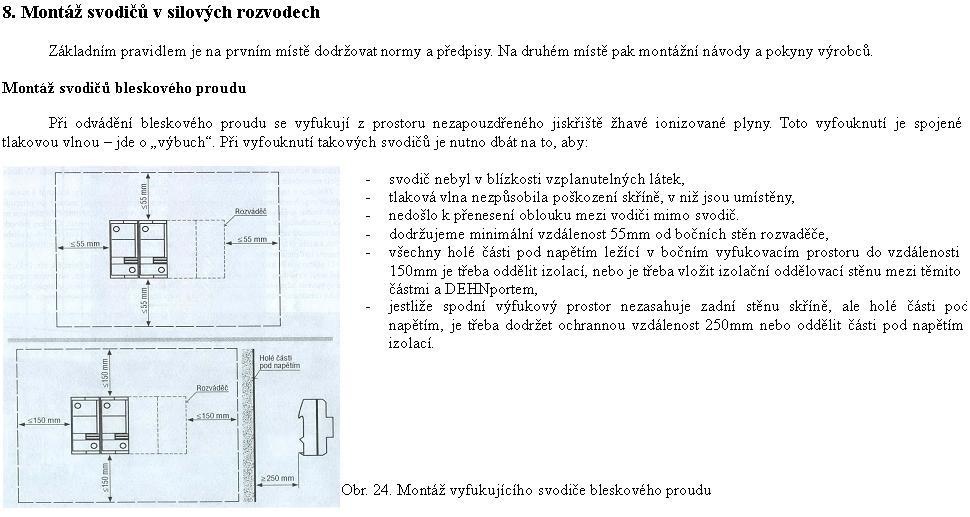 8. Montáž svodičů v silových rozvodech
Základním pravidlem je na prvním místě dodržovat normy a předpisy. Na druhém místě pak montážní návody a pokyny výrobců.
Montáž svodičů bleskového proudu
Při odvádění bleskového proudu se vyfukují z prostoru nezapouzdřeného jiskřiště žhavé ionizované plyny. Toto vyfouknutí je spojené
tlakovou vlnou – jde o „výbuch“. Při vyfouknutí takových svodičů je nutno dbát na to, aby:
- svodič nebyl v blízkosti vzplanutelných látek,
- tlaková vlna nezpůsobila poškození skříně, v niž jsou umístěny,
- nedošlo k přenesení oblouku mezi vodiči mimo svodič.
- dodržujeme minimální vzdálenost 55mm od bočních stěn rozvaděče,
- všechny holé části pod napětím ležící v bočním vyfukovacím prostoru do vzdálenosti
150mm je třeba oddělit izolací, nebo je třeba vložit izolační oddělovací stěnu mezi těmito
částmi a DEHNportem,
- jestliže spodní výfukový prostor nezasahuje zadní stěnu skříně, ale holé části pod
napětím, je třeba dodržet ochrannou vzdálenost 250mm nebo oddělit části pod napětím
izolací.
≤55 mm
Rozváděč
≤55 mm
≤55 mm
≤55 mm
≤150 mm
Holé části
pod napětím
Rozváděč
≤150 mm
≤150 mm
≤150 mm
≥250 mm
Obr. 24. Montáž vyfukujícího svodiče bleskového proudu